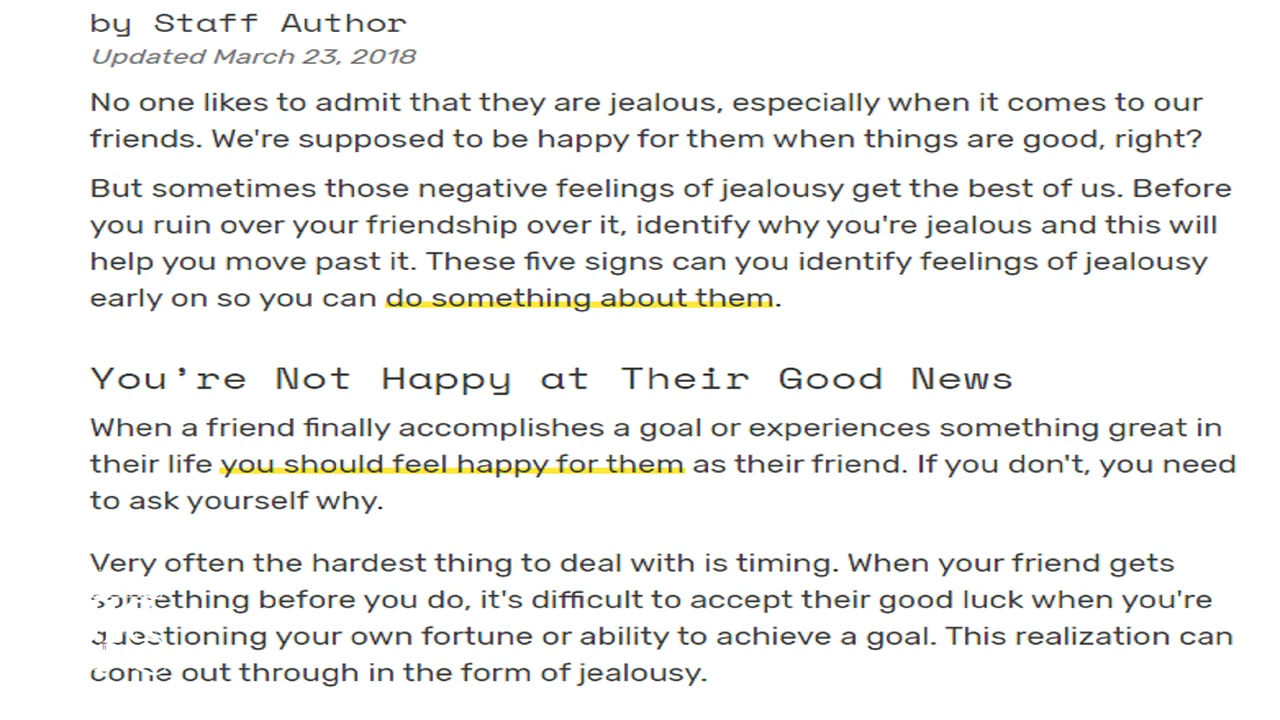 by Staff Author
Updated March 23, 2018
No one likes to admit that they are jealous, especially when it comes to our
friends. We're supposed to be happy for them when things are good, right?
But sometimes those negative feelings of jealousy get the best of us. Before
you ruin over your friendship over it, identify why you're jealous and this will
help you move past it. These five signs can you identify feelings of jealousy
early on so you can do something about them.
You're Not Happy at Their Good News
When a friend finally accomplishes a goal or experiences something great in
their life you should feel happy for them as their friend. If you don't, you need
to ask yourself why.
Very often the hardest thing to deal with is timing. When your friend gets
something before you do, it's difficult to accept their good luck when you're
questioning your own fortune or ability to achieve a goal. This realization can
come out through in the form of jealousy.